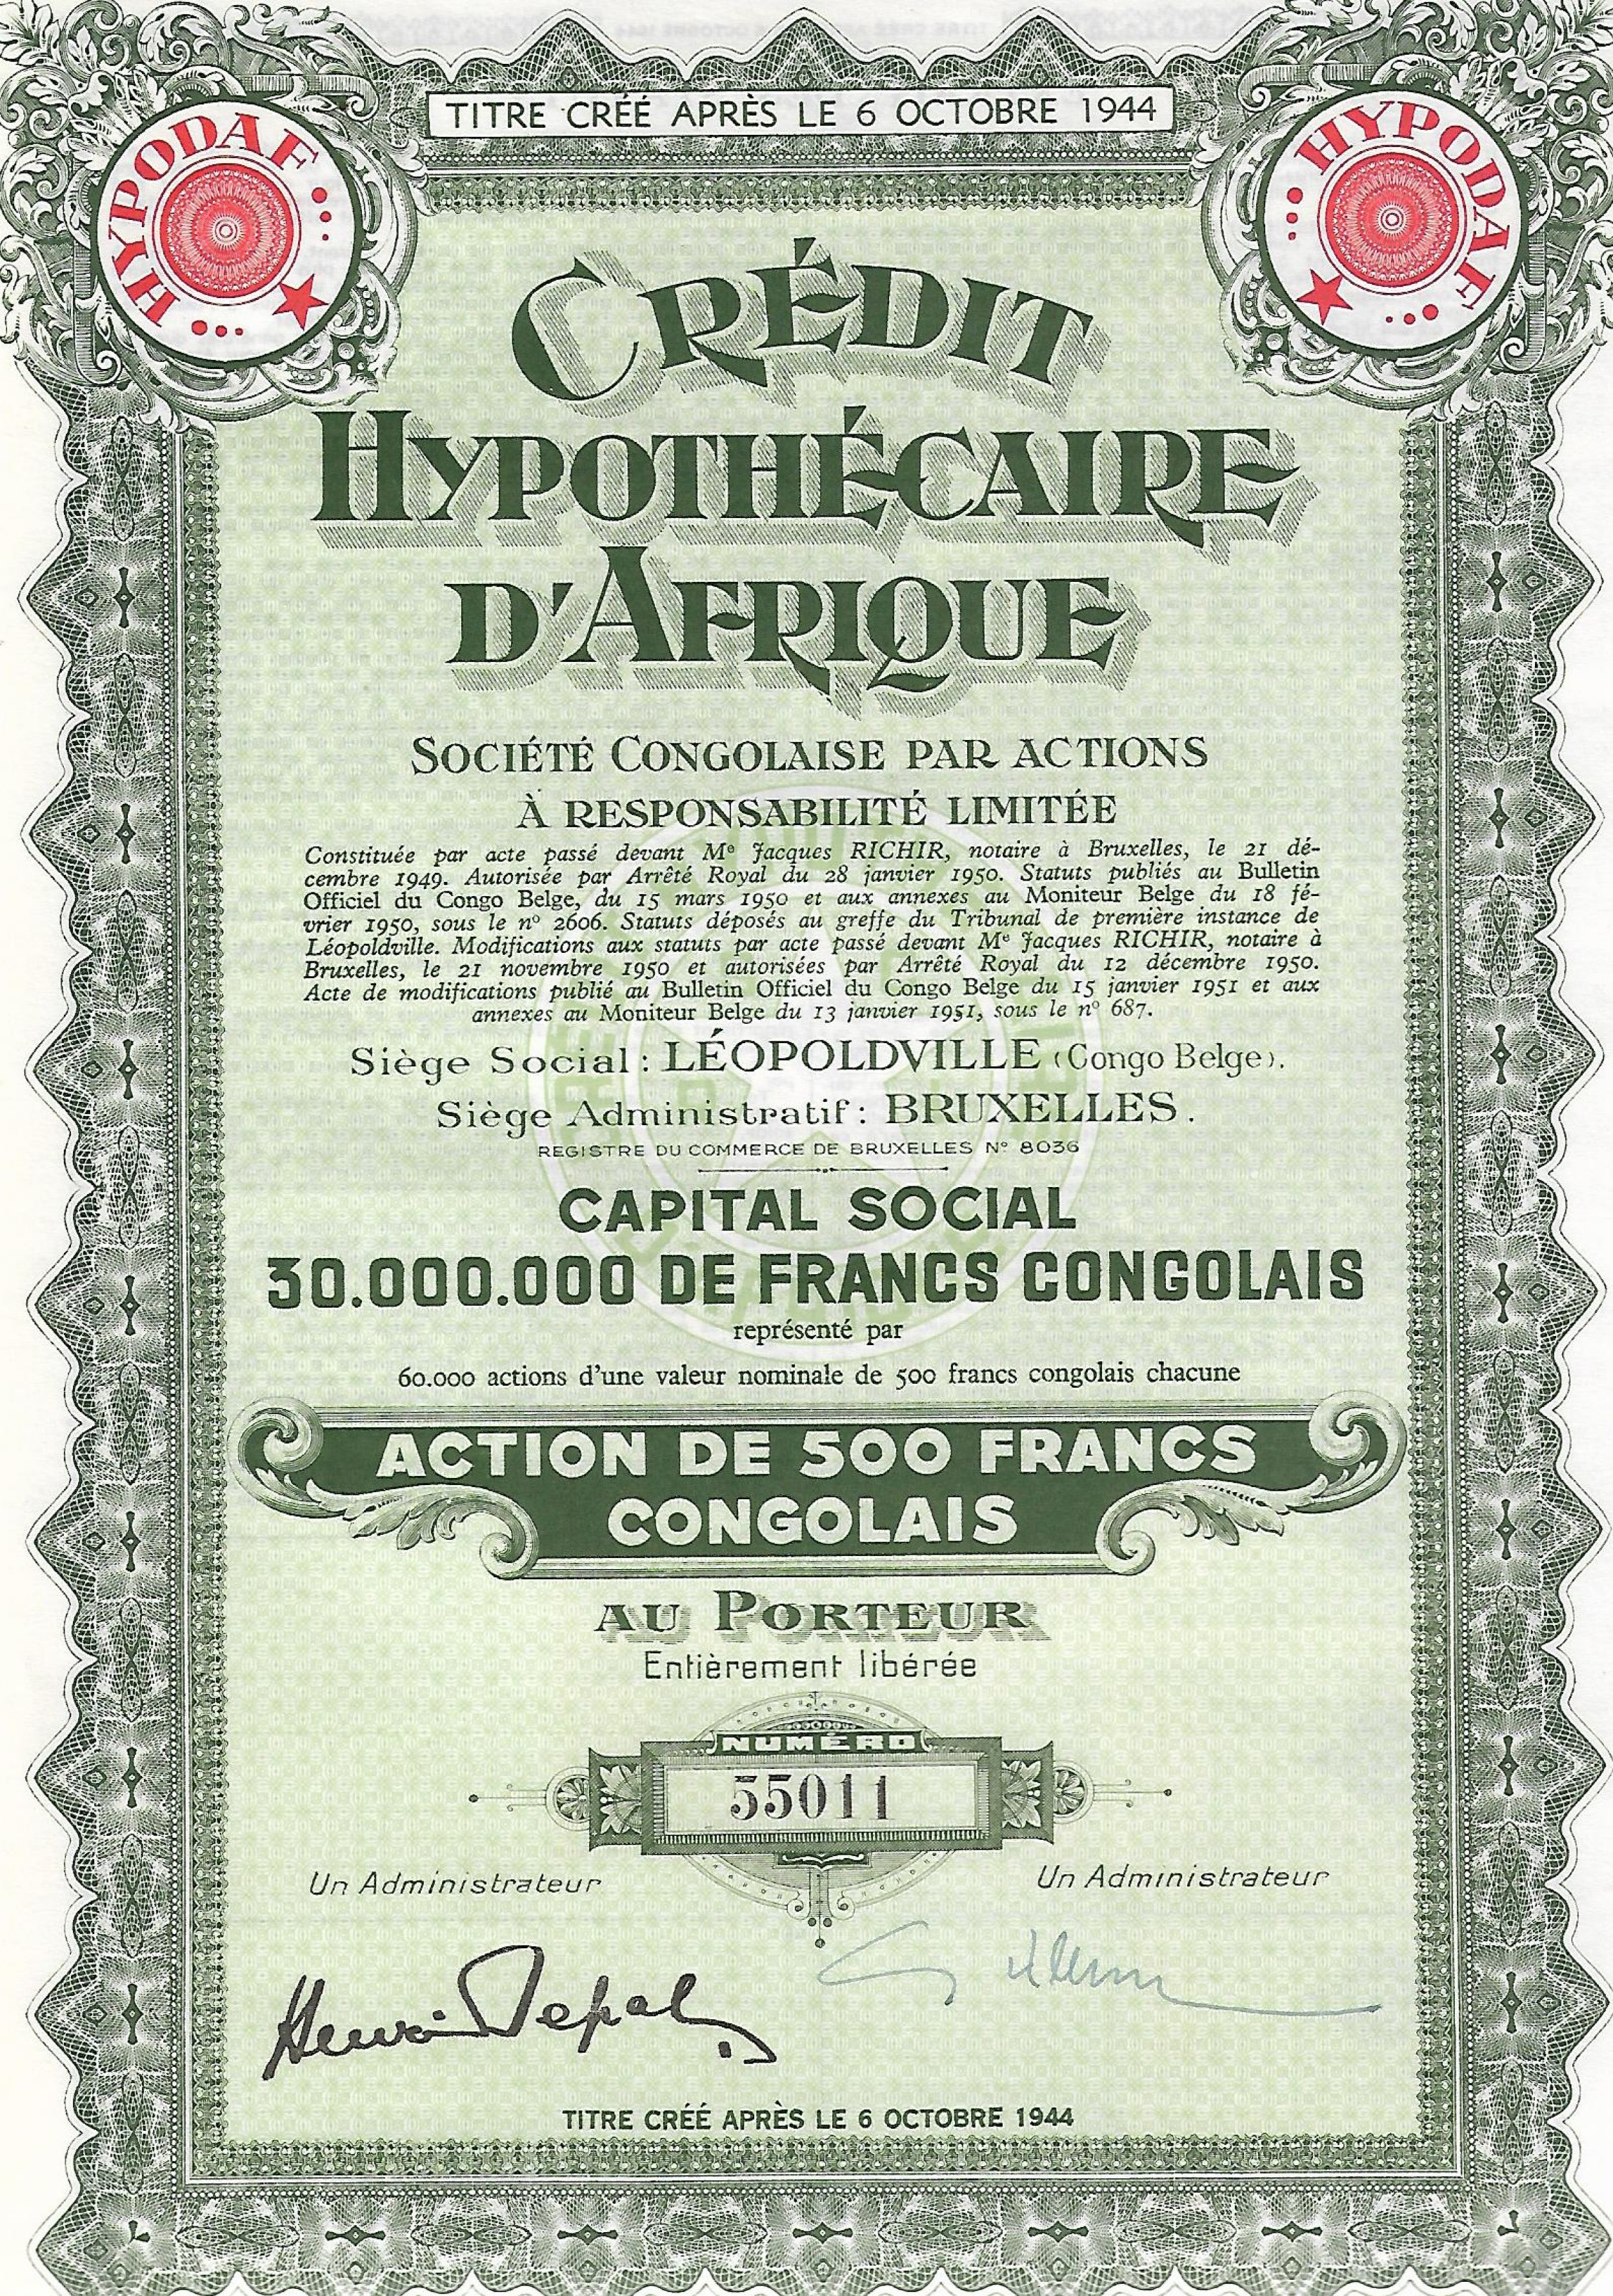 TITRE CRÉÉ APRÈS LE 6 OCTOBRE 1944
HYPODAF
HYPODAF
CRÉDIT
HYPOTHÉCAIRE
D'AFRIQUE
SOCIÉTÉ CONGOLAISE PAR ACTIONS
À RESPONSABILITÉ LIMITÉE
Constituée par acte passé devant Me Jacques RICHIR, notaire à Bruxelles, le 21 dé-
cembre 1949. Autorisée par Arrêté Royal du 28 janvier 1950. Statuts publiés au Bulletin
Officiel du Congo Belge, du 15 mars 1950 et aux annexes au Moniteur Belge du 18 fé-
vrier 1950, sous le no 2606. Statuts déposés au greffe du Tribunal de première instance de
Léopoldville. Modifications aux statuts par acte passé devant Me Jacques RICHIR, notaire à
Bruxelles, le 21 novembre 1950 et autorisées par Arrêté Royal du 12 décembre 1950.
Acte de modifications publié au Bulletin Officiel du Congo Belge du 15 janvier 1951 et aux
annexes au Moniteur Belge du 13 janvier 1951, sous le no 687.
Siège Social : LÉOPOLDVILLE (Congo Belge).
Siège Administratif : BRUXELLES.
REGISTRE DU COMMERCE DE BRUXELLES No 8036
CAPITAL SOCIAL
30.000.000 DE FRANCS CONGOLAIS
représenté par
60.000 actions d'une valeur nominale de 500 francs congolais chacune
ACTION DE 500 FRANCS
CONGOLAIS
AU PORTEUR
Entièrement libérée
NUMÉRO
55011
Un Administrateur
Un Administrateur
TITRE CRÉÉ APRÈS LE 6 OCTOBRE 1944